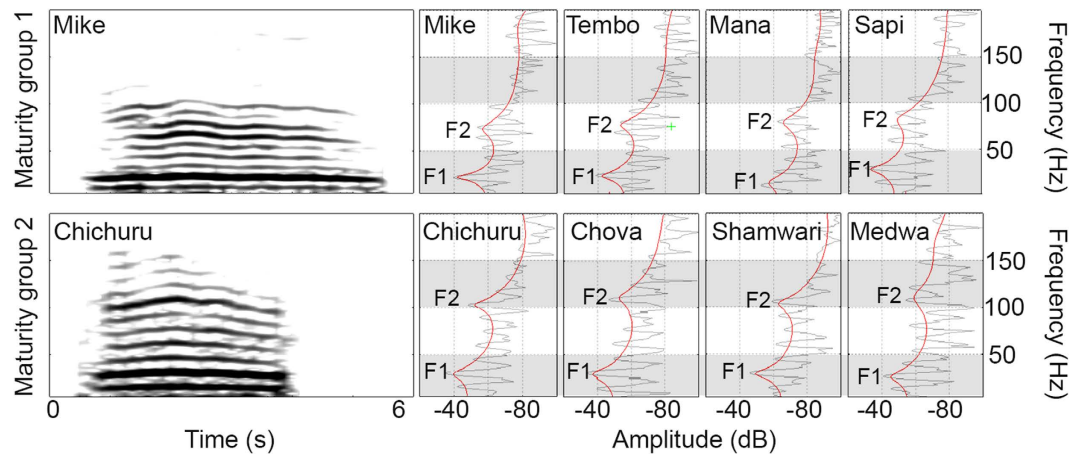 Maturity group 1
Mike
Mike
F2
F1
Tembo
F2
F1
Mana
F2
F1
Sapi
F2
F1
150
100
50
Frequency (Hz)
Maturity group 2
Chichuru
Chichuru
F2
F1
Chova
F2
F1
Shamwari
F2
F1
Medwa
F2
F1
150
100
50
Frequency (Hz)
0 6
-40 -80 -40 -80 -40 -80 -40 -80
Time (s)
Amplitude (dB)